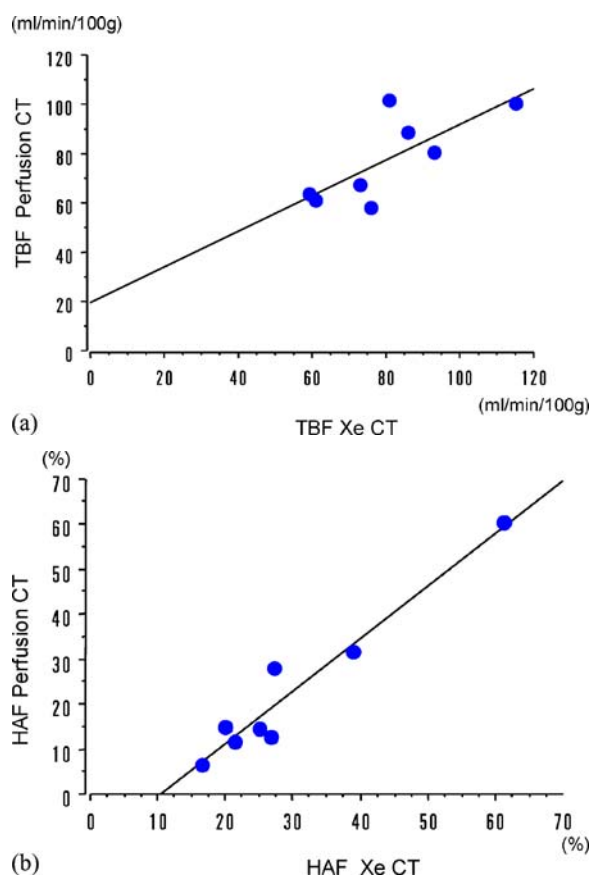 (ml/min/100g)
120
100
80
60
40
20
0
TBF Perfusion CT
0 20 40 60 80 100 120
(ml/min/100g)
(a) TBF Xe CT
(%)
70
60
50
40
30
20
10
0
HAF Perfusion CT
0 10 20 30 40 50 60 70
(%)
(b) HAF Xe CT